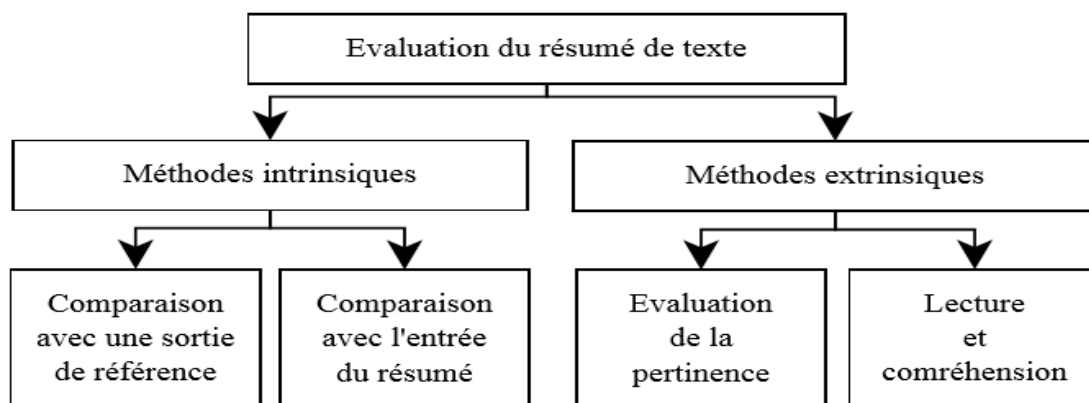 Evaluation du résumé de texte
Méthodes intrinsiques
Méthodes extrinsiques
Comparaison
avec une sortie
de référence
Comparaison
avec l'entrée
du résumé
Evaluation
de la
pertinence
Lecture
et
comréhension